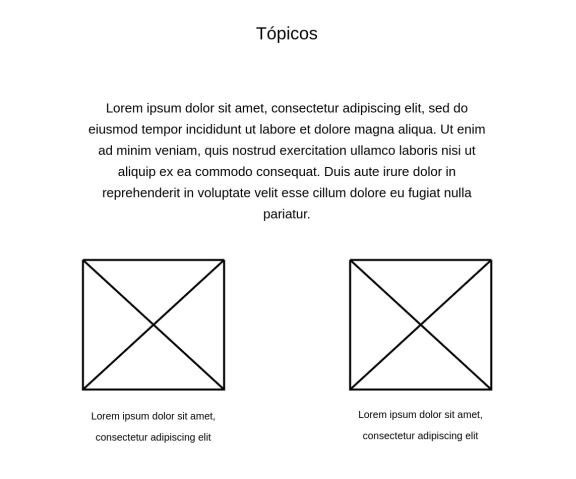 Tópicos
Lorem ipsum dolor sit amet, consectetur adipiscing elit, sed do
eiusmod tempor incididunt ut labore et dolore magna aliqua. Ut enim
ad minim veniam, quis nostrud exercitation ullamco laboris nisi ut
aliquip ex ea commodo consequat. Duis aute irure dolor in
reprehenderit in voluptate velit esse cillum dolore eu fugiat nulla
pariatur.
Lorem ipsum dolor sit amet,
consectetur adipiscing elit
Lorem ipsum dolor sit amet,
consectetur adipiscing elit